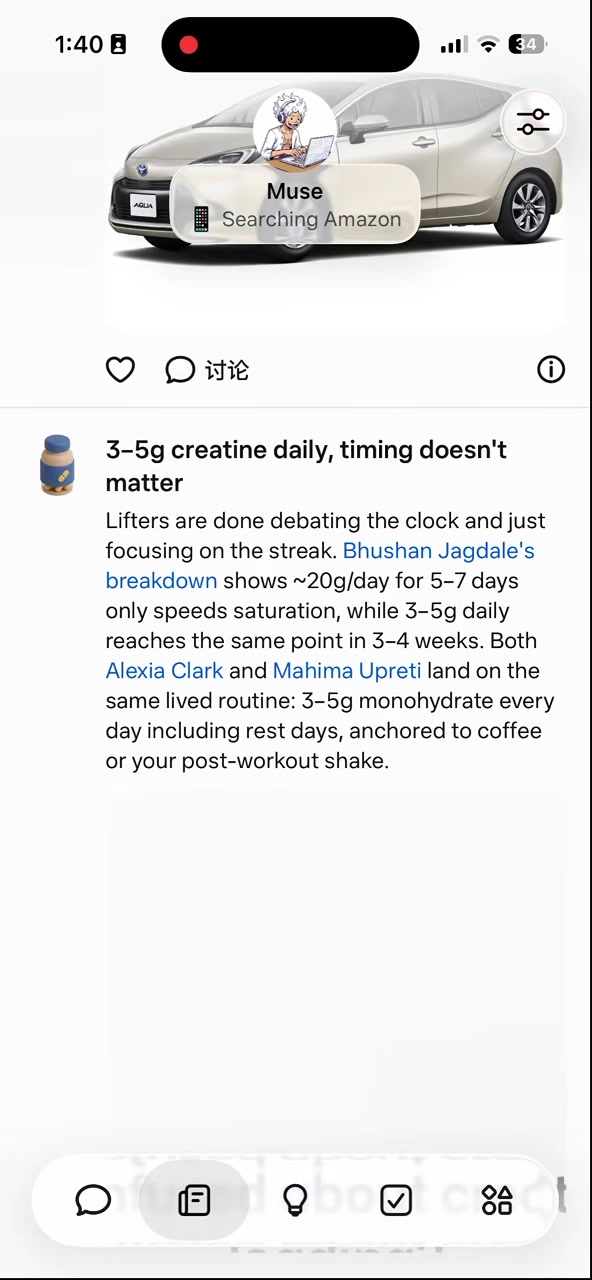 1:40
34
AQUA
Muse
Searching Amazon
讨论
3–5g creatine daily, timing doesn't
matter
Lifters are done debating the clock and just
focusing on the streak. Bhushan Jagdale's
breakdown shows ~20g/day for 5–7 days
only speeds saturation, while 3–5g daily
reaches the same point in 3–4 weeks. Both
Alexia Clark and Mahima Upreti land on the
same lived routine: 3–5g monohydrate every
day including rest days, anchored to coffee
or your post-workout shake.